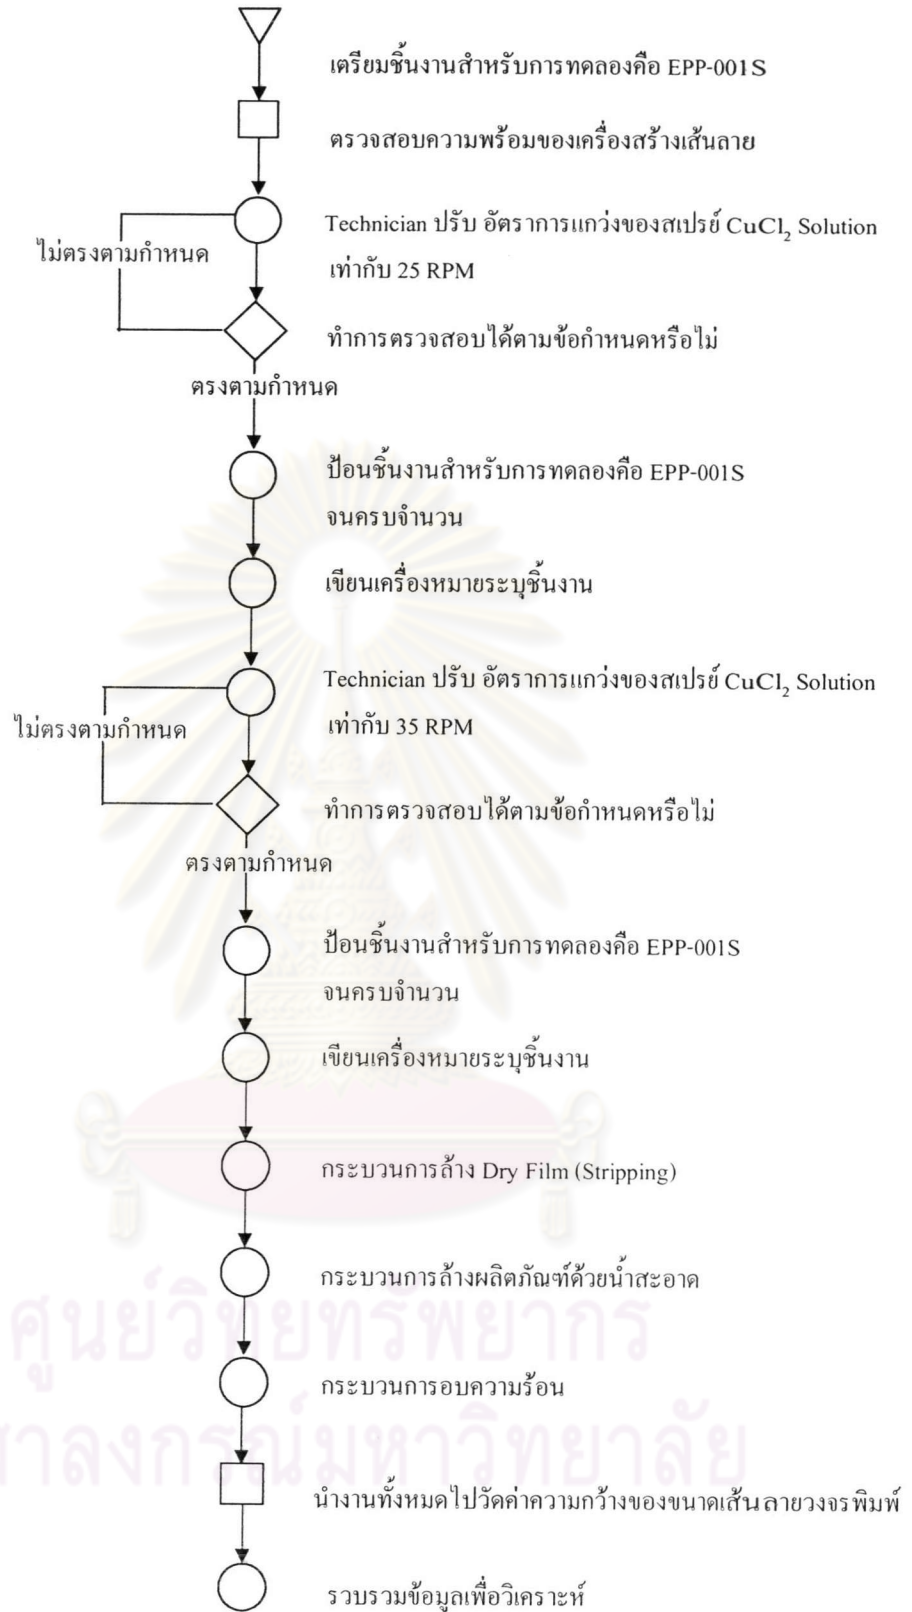 เตรียมชิ้นงานสำหรับการทดลองคือ EPP-001S
ตรวจสอบความพร้อมของเครื่องสร้างเส้นลาย
Technician ปรับ อัตราการแกว่งของสเปรย์ CuCl₂ Solution
เท่ากับ 25 RPM
ไม่ตรงตามกำหนด
ทำการตรวจสอบได้ตามข้อกำหนดหรือไม่
ตรงตามกำหนด
ป้อนชิ้นงานสำหรับการทดลองคือ EPP-001S
จนครบจำนวน
เขียนเครื่องหมายระบุชิ้นงาน
Technician ปรับ อัตราการแกว่งของสเปรย์ CuCl₂ Solution
เท่ากับ 35 RPM
ไม่ตรงตามกำหนด
ทำการตรวจสอบได้ตามข้อกำหนดหรือไม่
ตรงตามกำหนด
ป้อนชิ้นงานสำหรับการทดลองคือ EPP-001S
จนครบจำนวน
เขียนเครื่องหมายระบุชิ้นงาน
กระบวนการล้าง Dry Film (Stripping)
กระบวนการล้างผลิตภัณฑ์ด้วยน้ำสะอาด
ศูนย์วิทยทรัพยากร
กระบวนการอบความร้อน
าลงกรณ์มหาวิทยาลัย
นำงานทั้งหมดไปวัดค่าความกว้างของขนาดเส้นลายวงจรพิมพ์
รวบรวมข้อมูลเพื่อวิเคราะห์